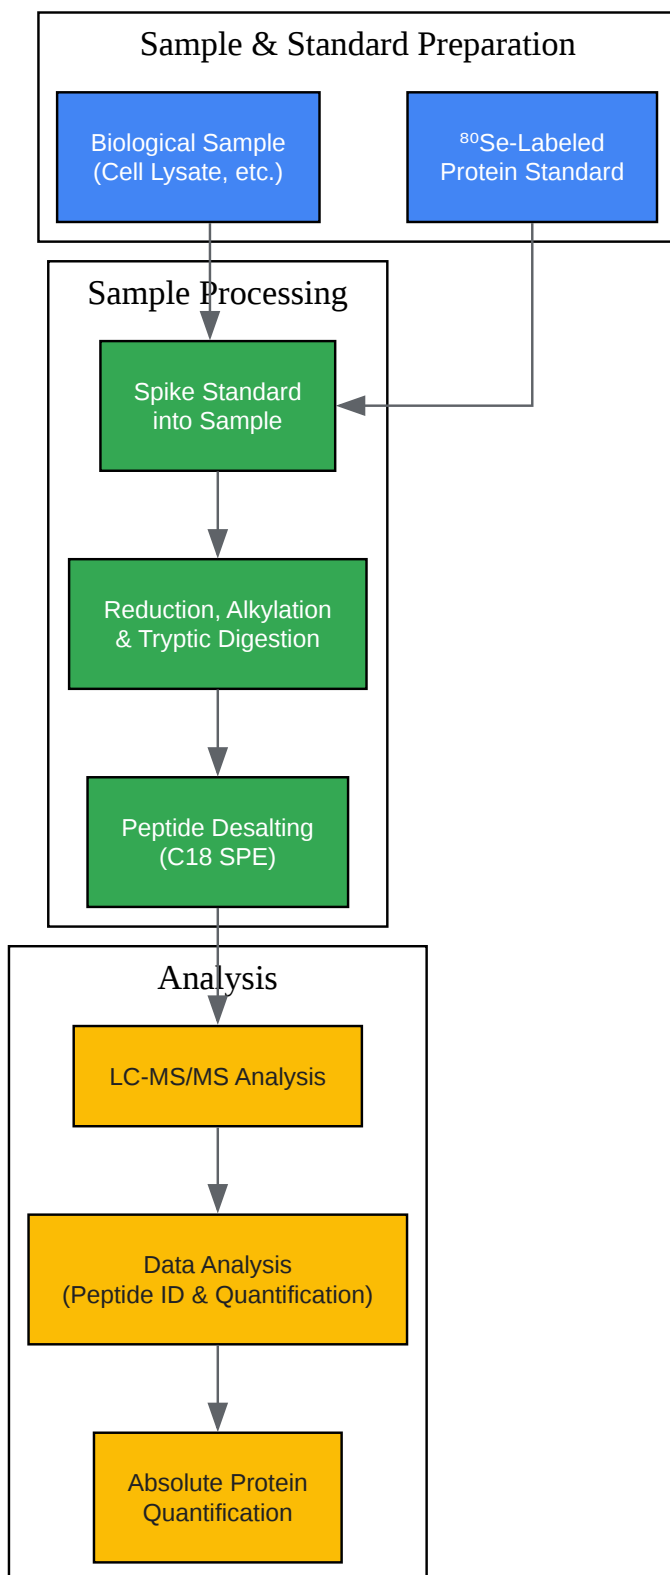 Sample & Standard Preparation
Biological Sample
(Cell Lysate, etc.)
⁸⁰Se-Labeled
Protein Standard
Sample Processing
Spike Standard
into Sample
Reduction, Alkylation
& Tryptic Digestion
Peptide Desalting
(C18 SPE)
Analysis
LC-MS/MS Analysis
Data Analysis
(Peptide ID & Quantification)
Absolute Protein
Quantification